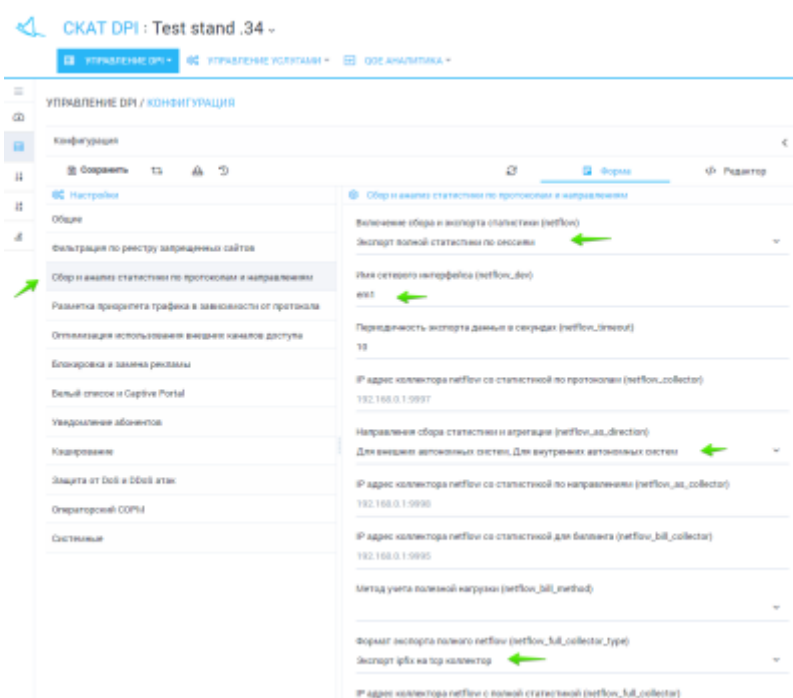 СКАТ DPI : Test stand .34
УПРАВЛЕНИЕ DPI
УПРАВЛЕНИЕ УСЛУГАМИ
QOE АНАЛИТИКА
УПРАВЛЕНИЕ DPI / КОНФИГУРАЦИЯ
Конфигурация
Сохранить
Форма
</> Редактор
Настройки
Общие
Фильтрация по реестру запрещенных сайтов
Сбор и анализ статистики по протоколам и направлениям
Разметка приоритета трафика в зависимости от протокола
Оптимизация использования внешних каналов доступа
Блокировка и замена рекламы
Белый список и Captive Portal
Уведомление абонентов
Кэширование
Защита от DoS и DDoS атак
Операторский СОРМ
Системные
Сбор и анализ статистики по протоколам и направлениям
Включение сбора и экспорта статистики (netflow)
Экспорт полной статистики по сессиям
Имя сетевого интерфейса (netflow_dev)
em1
Периодичность экспорта данных в секундах (netflow_timeout)
10
IP адрес коллектора netflow со статистикой по протоколам (netflow_collector)
192.168.0.1:9997
Направления сбора статистики и агрегации (netflow_as_direction)
Для внешних автономных систем, Для внутренних автономных систем
IP адрес коллектора netflow со статистикой по направлениям (netflow_as_collector)
192.168.0.1:9998
IP адрес коллектора netflow со статистикой для биллинга (netflow_bill_collector)
192.168.0.1:9995
Метод учета полезной нагрузки (netflow_bill_method)
Формат экспорта полного netflow (netflow_full_collector_type)
Экспорт ipfix на tcp коллектор
IP адрес коллектора netflow с полной статистикой (netflow_full_collector)